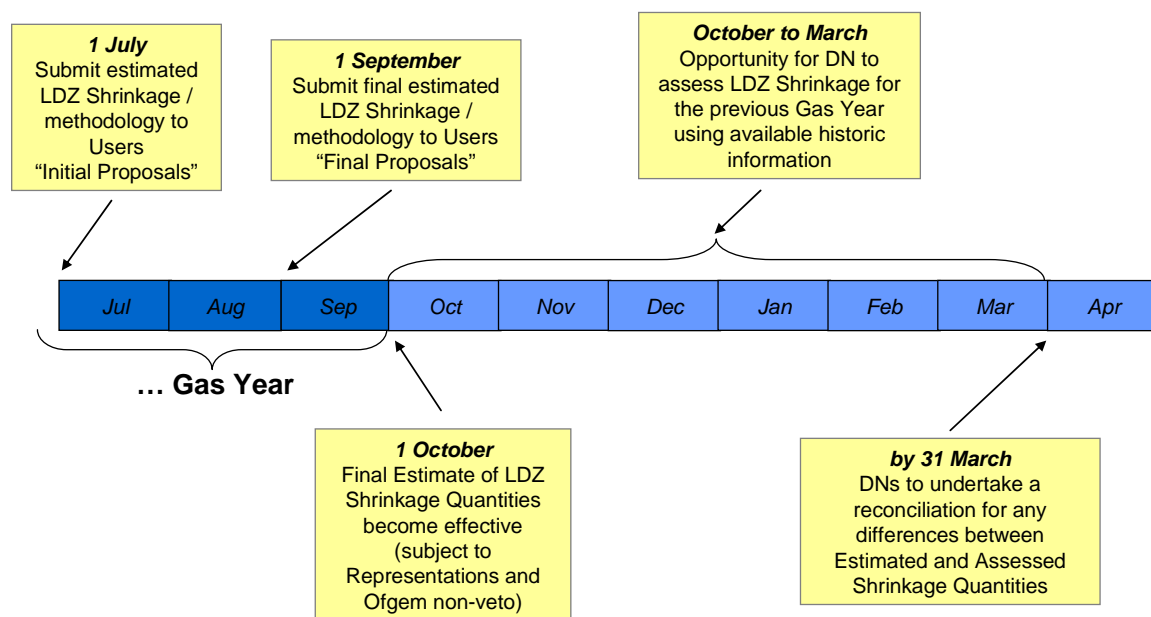 1 July
Submit estimated
LDZ Shrinkage /
methodology to
Users
“Initial Proposals”
1 September
Submit final estimated
LDZ Shrinkage /
methodology to Users
“Final Proposals”
October to March
Opportunity for DN to
assess LDZ Shrinkage for
the previous Gas Year
using available historic
information
Jul
Aug
Sep
Oct
Nov
Dec
Jan
Feb
Mar
Apr
… Gas Year
1 October
Final Estimate of LDZ
Shrinkage Quantities
become effective
(subject to
Representations and
Ofgem non-veto)
by 31 March
DNs to undertake a
reconciliation for any
differences between
Estimated and Assessed
Shrinkage Quantities